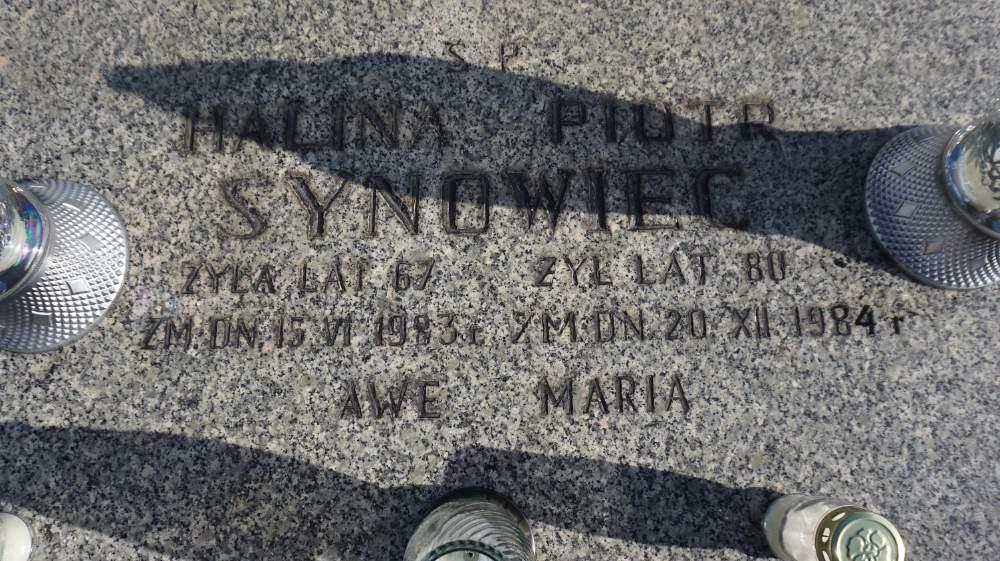 Ś P
HALINA PIOTR
SYNOWIEC
ŻYŁA LAT 67 ŻYŁ LAT 80
ZM. DN. 15. VI 1983 r. ZM. DN. 20. XII. 1984 r
AWE MARIA